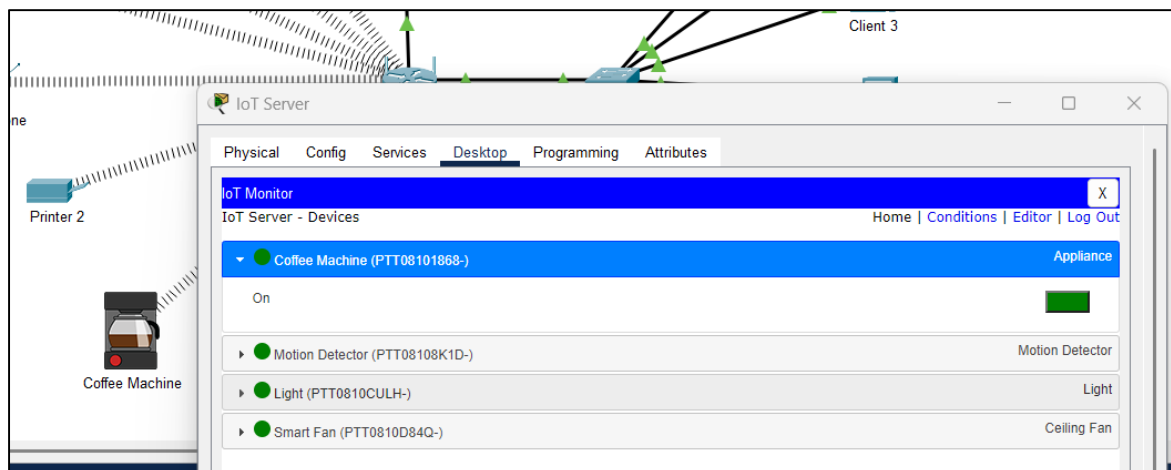 Client 3
ne
Printer 2
Coffee Machine
IoT Server
Physical Config Services Desktop Programming Attributes
IoT Monitor X
IoT Server - Devices Home | Conditions | Editor | Log Out
Coffee Machine (PTT08101868-) Appliance
On
Motion Detector (PTT08108K1D-) Motion Detector
Light (PTT0810CULH-) Light
Smart Fan (PTT0810D84Q-) Ceiling Fan